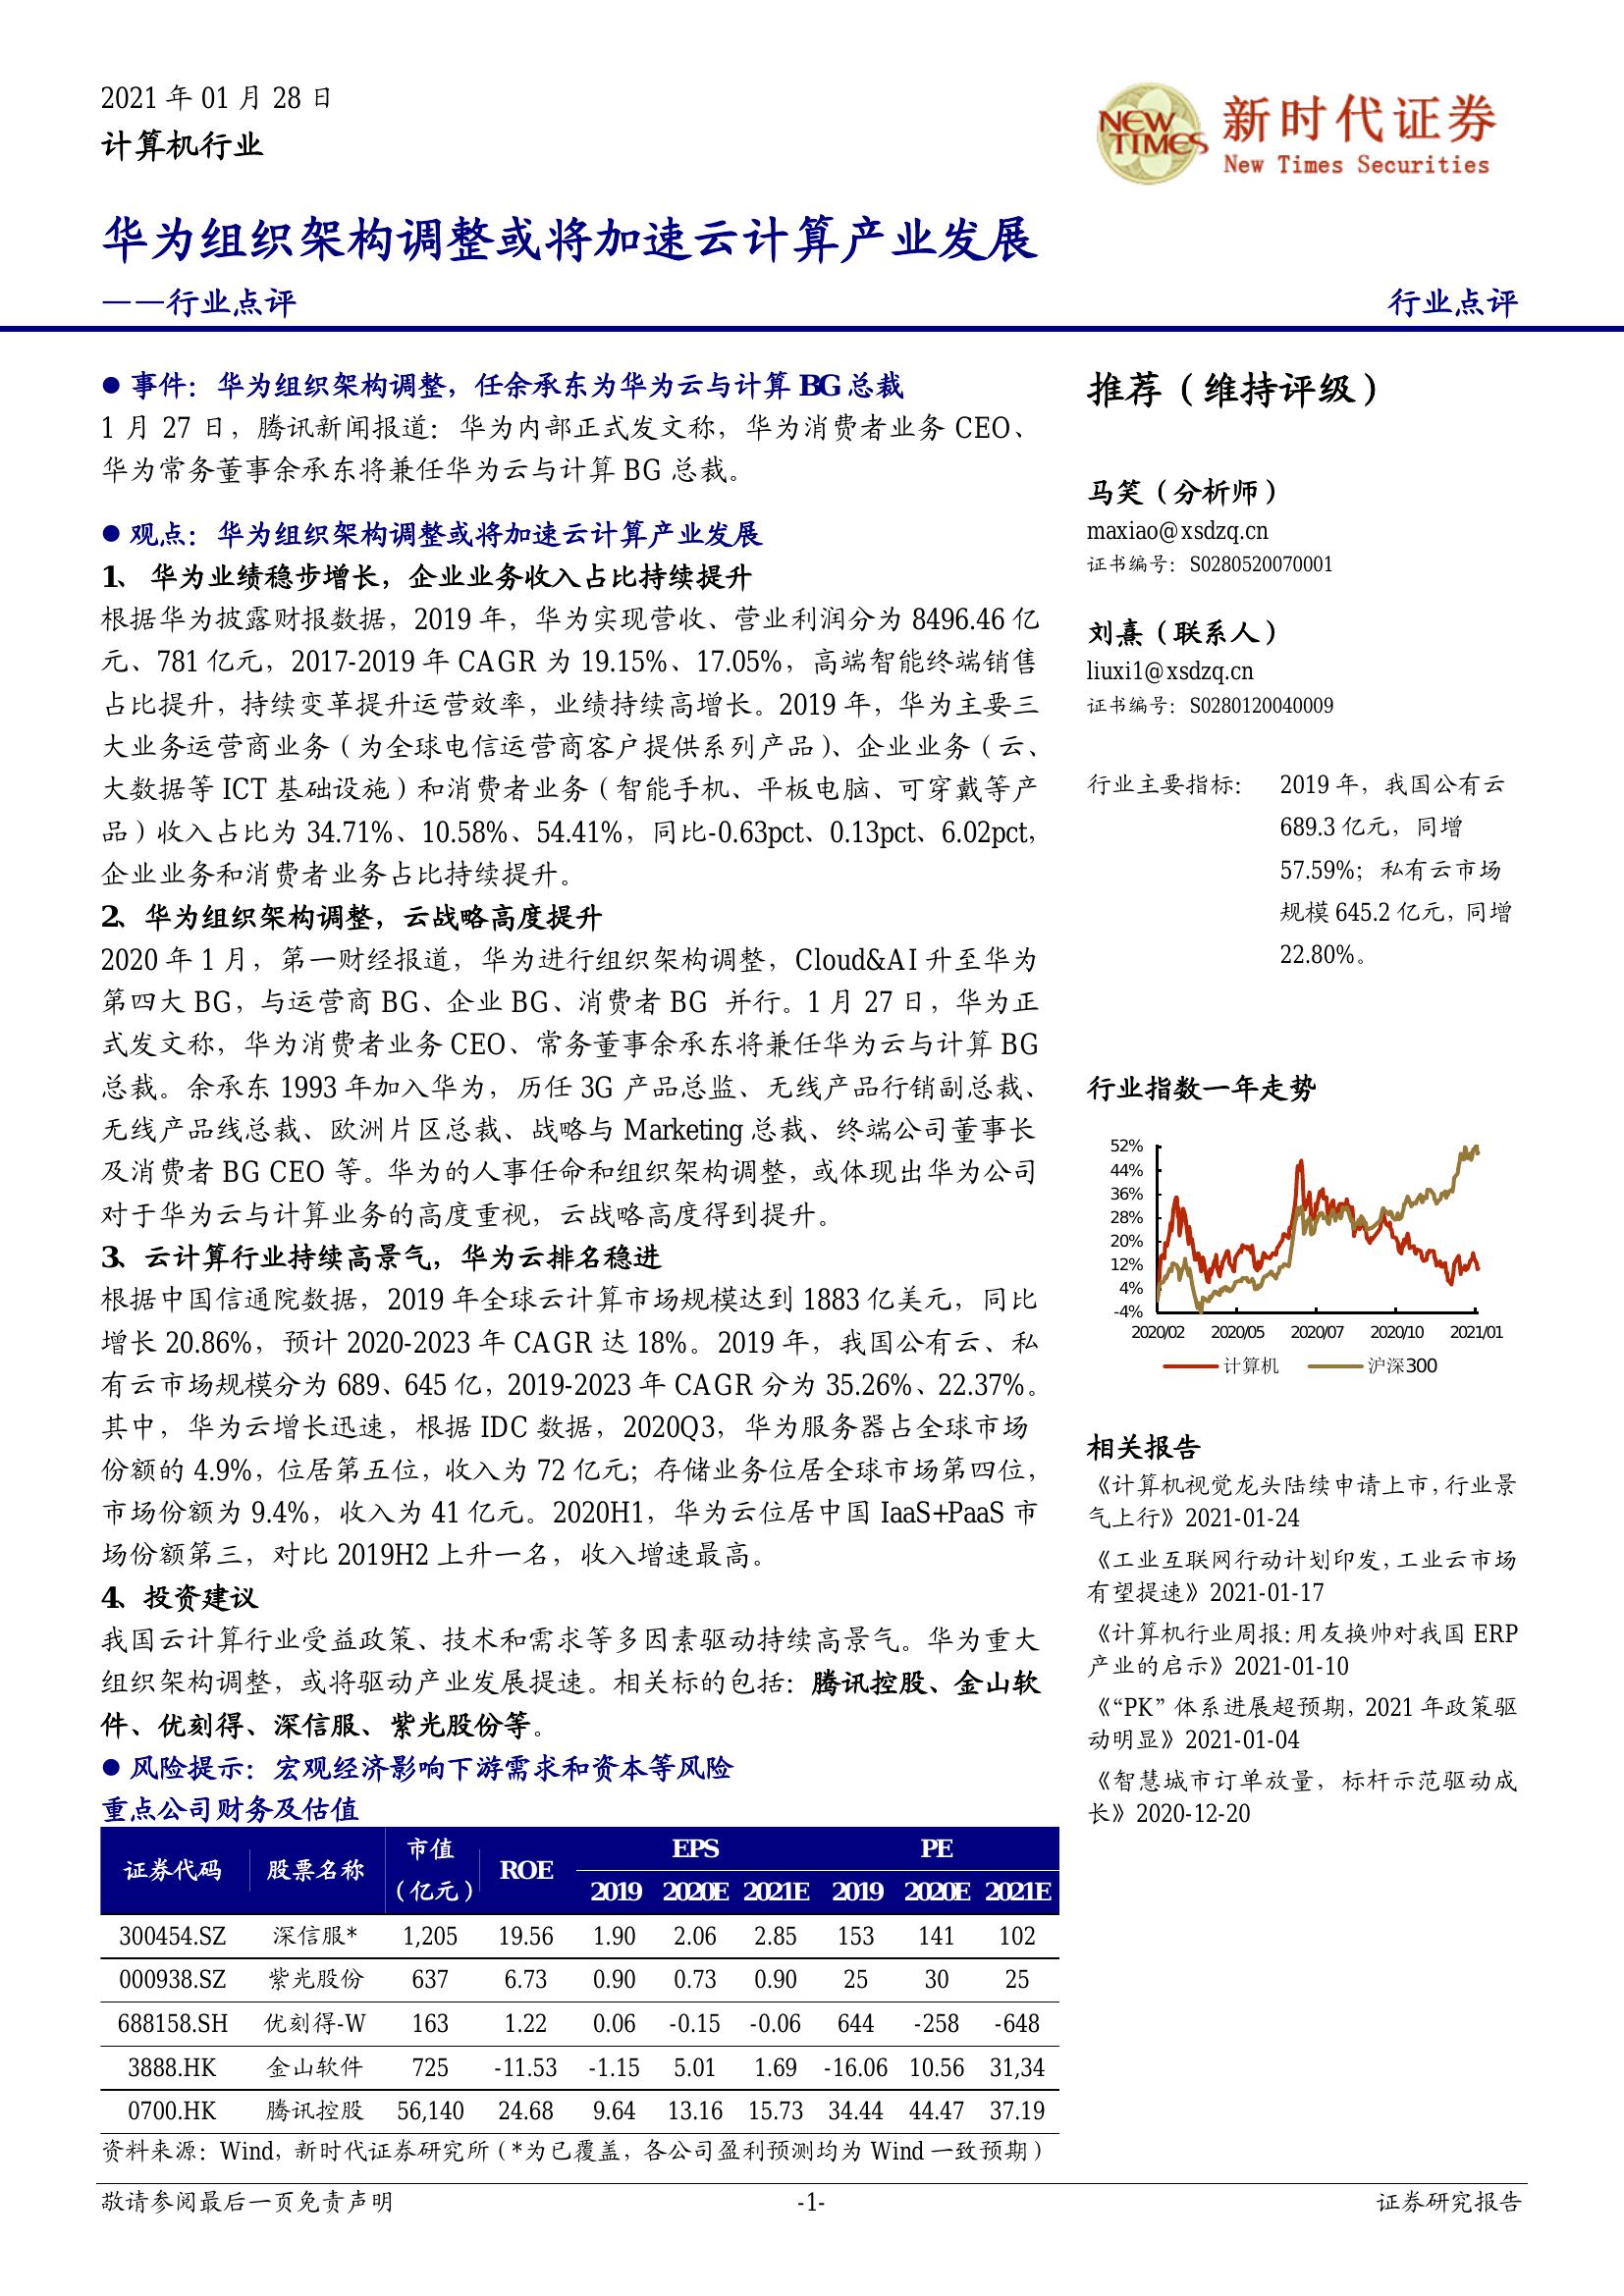 2021 年 01 月 28 日
计算机行业
NEW TIMES
新时代证券
New Times Securities
华为组织架构调整或将加速云计算产业发展
——行业点评
行业点评
● 事件：华为组织架构调整，任余承东为华为云与计算 BG 总裁
1 月 27 日，腾讯新闻报道：华为内部正式发文称，华为消费者业务 CEO、
华为常务董事余承东将兼任华为云与计算 BG 总裁。
● 观点：华为组织架构调整或将加速云计算产业发展
1、 华为业绩稳步增长，企业业务收入占比持续提升
根据华为披露财报数据，2019 年，华为实现营收、营业利润分为 8496.46 亿
元、781 亿元，2017-2019 年 CAGR 为 19.15%、17.05%，高端智能终端销售
占比提升，持续变革提升运营效率，业绩持续高增长。2019 年，华为主要三
大业务运营商业务（为全球电信运营商客户提供系列产品）、企业业务（云、
大数据等 ICT 基础设施）和消费者业务（智能手机、平板电脑、可穿戴等产
品）收入占比为 34.71%、10.58%、54.41%，同比-0.63pct、0.13pct、6.02pct，
企业业务和消费者业务占比持续提升。
2、华为组织架构调整，云战略高度提升
2020 年 1 月，第一财经报道，华为进行组织架构调整，Cloud&AI 升至华为
第四大 BG，与运营商 BG、企业 BG、消费者 BG 并行。1 月 27 日，华为正
式发文称，华为消费者业务 CEO、常务董事余承东将兼任华为云与计算 BG
总裁。余承东 1993 年加入华为，历任 3G 产品总监、无线产品行销副总裁、
无线产品线总裁、欧洲片区总裁、战略与 Marketing 总裁、终端公司董事长
及消费者 BG CEO 等。华为的人事任命和组织架构调整，或体现出华为公司
对于华为云与计算业务的高度重视，云战略高度得到提升。
3、云计算行业持续高景气，华为云排名稳进
根据中国信通院数据，2019 年全球云计算市场规模达到 1883 亿美元，同比
增长 20.86%，预计 2020-2023 年 CAGR 达 18%。2019 年，我国公有云、私
有云市场规模分为 689、645 亿，2019-2023 年 CAGR 分为 35.26%、22.37%。
其中，华为云增长迅速，根据 IDC 数据，2020Q3，华为服务器占全球市场
份额的 4.9%，位居第五位，收入为 72 亿元；存储业务位居全球市场第四位，
市场份额为 9.4%，收入为 41 亿元。2020H1，华为云位居中国 IaaS+PaaS 市
场份额第三，对比 2019H2 上升一名，收入增速最高。
4、投资建议
我国云计算行业受益政策、技术和需求等多因素驱动持续高景气。华为重大
组织架构调整，或将驱动产业发展提速。相关标的包括：腾讯控股、金山软
件、优刻得、深信服、紫光股份等。
● 风险提示：宏观经济影响下游需求和资本等风险
重点公司财务及估值
证券代码 股票名称 市值（亿元） ROE EPS PE
2019 2020E 2021E 2019 2020E 2021E
300454.SZ 深信服* 1,205 19.56 1.90 2.06 2.85 153 141 102
000938.SZ 紫光股份 637 6.73 0.90 0.73 0.90 25 30 25
688158.SH 优刻得-W 163 1.22 0.06 -0.15 -0.06 644 -258 -648
3888.HK 金山软件 725 -11.53 -1.15 5.01 1.69 -16.06 10.56 31,34
0700.HK 腾讯控股 56,140 24.68 9.64 13.16 15.73 34.44 44.47 37.19
资料来源：Wind，新时代证券研究所（*为已覆盖，各公司盈利预测均为 Wind 一致预期）
推荐（维持评级）
马笑（分析师）
maxiao@xsdzq.cn
证书编号：S0280520070001
刘熹（联系人）
liuxi1@xsdzq.cn
证书编号：S0280120040009
行业主要指标： 2019 年，我国公有云
689.3 亿元，同增
57.59%；私有云市场
规模 645.2 亿元，同增
22.80%。
行业指数一年走势
52%
44%
36%
28%
20%
12%
4%
-4%
2020/02 2020/05 2020/07 2020/10 2021/01
计算机 沪深300
相关报告
《计算机视觉龙头陆续申请上市，行业景
气上行》2021-01-24
《工业互联网行动计划印发，工业云市场
有望提速》2021-01-17
《计算机行业周报：用友换帅对我国 ERP
产业的启示》2021-01-10
《“PK” 体系进展超预期，2021 年政策驱
动明显》2021-01-04
《智慧城市订单放量，标杆示范驱动成
长》2020-12-20
敬请参阅最后一页免责声明
-1-
证券研究报告